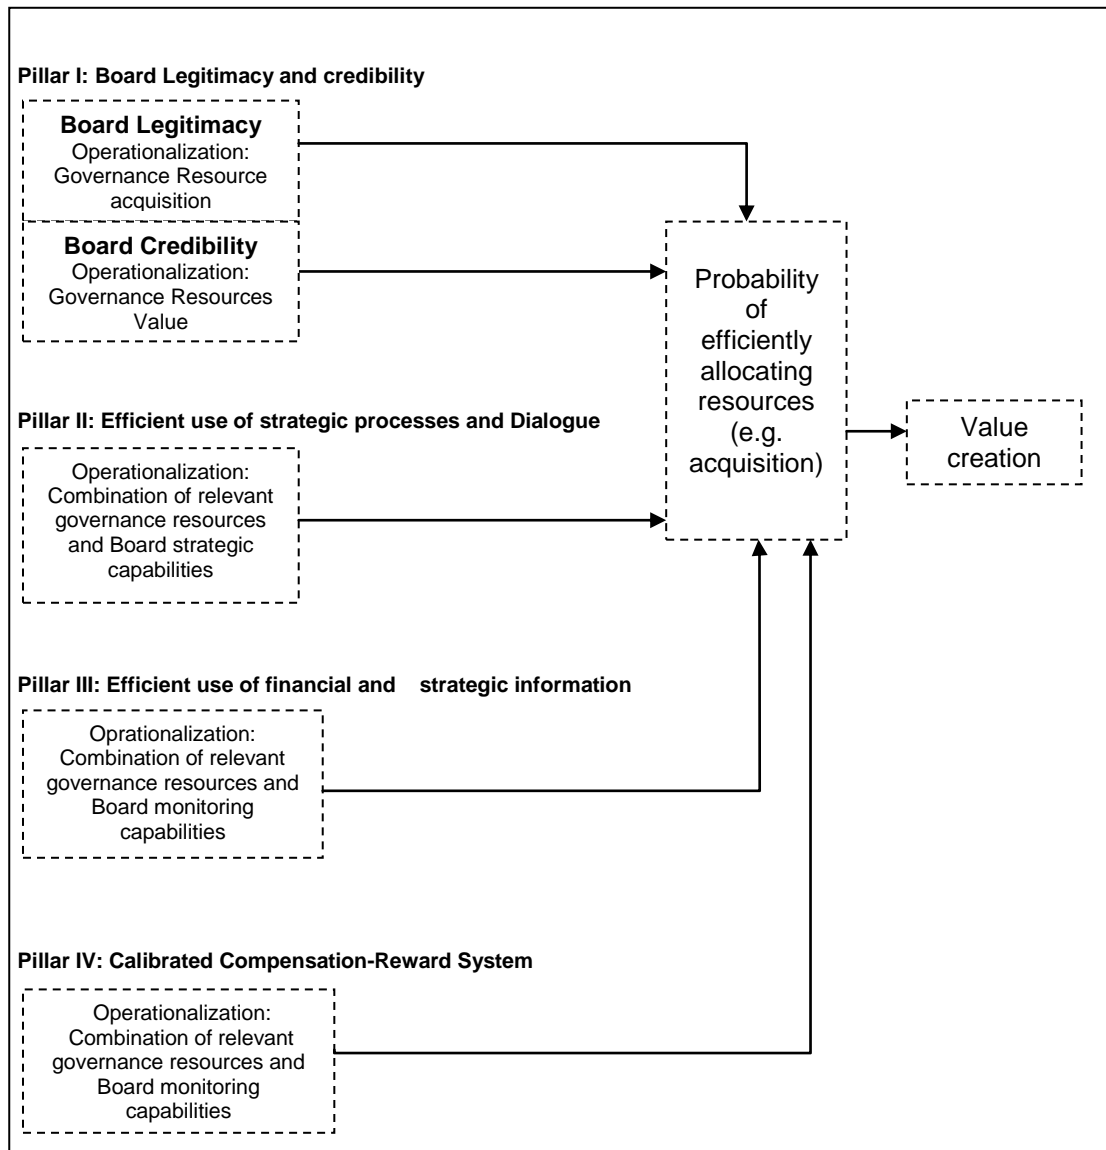 Pillar I: Board Legitimacy and credibility
Board Legitimacy
Operationalization:
Governance Resource
acquisition
Board Credibility
Operationalization:
Governance Resources
Value
Probability
of
efficiently
allocating
resources
(e.g.
acquisition)
Value
creation
Pillar II: Efficient use of strategic processes and Dialogue
Operationalization:
Combination of relevant
governance resources
and Board strategic
capabilities
Pillar III: Efficient use of financial and strategic information
Oprationalization:
Combination of relevant
governance resources and
Board monitoring
capabilities
Pillar IV: Calibrated Compensation-Reward System
Operationalization:
Combination of relevant
governance resources and
Board monitoring
capabilities